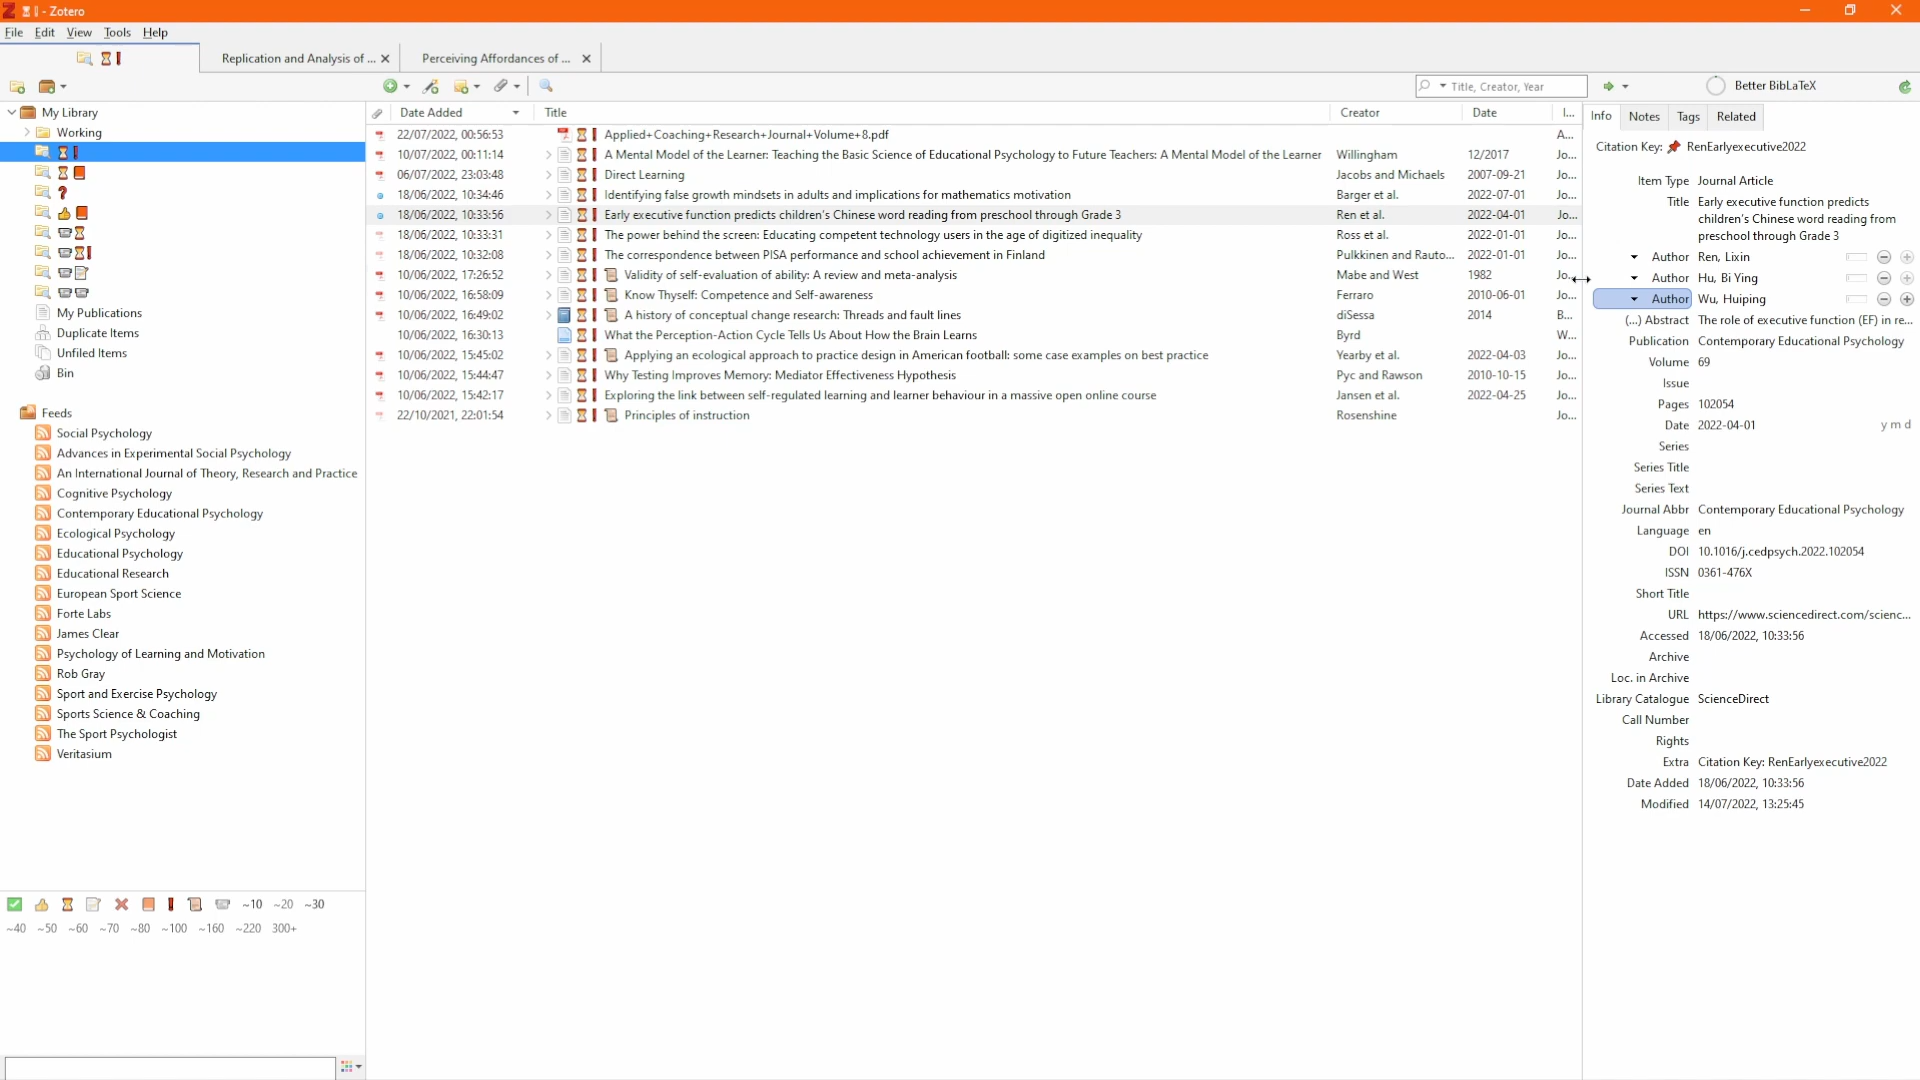 - Zotero
File Edit View Tools Help
Replication and Analysis of ...
Perceiving Affordances of ...
Title, Creator, Year
Better BibLaTeX
My Library
Working
My Publications
Duplicate Items
Unfiled Items
Bin
Feeds
Social Psychology
Advances in Experimental Social Psychology
An International Journal of Theory, Research and Practice
Cognitive Psychology
Contemporary Educational Psychology
Ecological Psychology
Educational Psychology
Educational Research
European Sport Science
Forte Labs
James Clear
Psychology of Learning and Motivation
Rob Gray
Sport and Exercise Psychology
Sports Science & Coaching
The Sport Psychologist
Veritasium
~10 ~20 ~30
~40 ~50 ~60 ~70 ~80 ~100 ~160 ~220 300+
Date Added Title Creator Date I...
22/07/2022, 00:56:53 Applied+Coaching+Research+Journal+Volume+8.pdf A...
10/07/2022, 00:11:14 A Mental Model of the Learner: Teaching the Basic Science of Educational Psychology to Future Teachers: A Mental Model of the Learner Willingham 12/2017 Jo...
06/07/2022, 23:03:48 Direct Learning Jacobs and Michaels 2007-09-21 Jo...
18/06/2022, 10:34:46 Identifying false growth mindsets in adults and implications for mathematics motivation Barger et al. 2022-07-01 Jo...
18/06/2022, 10:33:56 Early executive function predicts children's Chinese word reading from preschool through Grade 3 Ren et al. 2022-04-01 Jo...
18/06/2022, 10:33:31 The power behind the screen: Educating competent technology users in the age of digitized inequality Ross et al. 2022-01-01 Jo...
18/06/2022, 10:32:08 The correspondence between PISA performance and school achievement in Finland Pulkkinen and Rauto... 2022-01-01 Jo...
10/06/2022, 17:26:52 Validity of self-evaluation of ability: A review and meta-analysis Mabe and West 1982 Jo...
10/06/2022, 16:58:09 Know Thyself: Competence and Self-awareness Ferraro 2010-06-01 Jo...
10/06/2022, 16:49:02 A history of conceptual change research: Threads and fault lines diSessa 2014 B...
10/06/2022, 16:30:13 What the Perception-Action Cycle Tells Us About How the Brain Learns Byrd W...
10/06/2022, 15:45:02 Applying an ecological approach to practice design in American football: some case examples on best practice Yearby et al. 2022-04-03 Jo...
10/06/2022, 15:44:47 Why Testing Improves Memory: Mediator Effectiveness Hypothesis Pyc and Rawson 2010-10-15 Jo...
10/06/2022, 15:42:17 Exploring the link between self-regulated learning and learner behaviour in a massive open online course Jansen et al. 2022-04-25 Jo...
22/10/2021, 22:01:54 Principles of instruction Rosenshine Jo...
Info Notes Tags Related
Citation Key: RenEarlyexecutive2022
Item Type Journal Article
Title Early executive function predicts
children's Chinese word reading from
preschool through Grade 3
Author Ren, Lixin
Author Hu, Bi Ying
Author Wu, Huiping
(...) Abstract The role of executive function (EF) in re...
Publication Contemporary Educational Psychology
Volume 69
Issue
Pages 102054
Date 2022-04-01 y m d
Series
Series Title
Series Text
Journal Abbr Contemporary Educational Psychology
Language en
DOI 10.1016/j.cedpsych.2022.102054
ISSN 0361-476X
Short Title
URL https://www.sciencedirect.com/scienc...
Accessed 18/06/2022, 10:33:56
Archive
Loc. in Archive
Library Catalogue ScienceDirect
Call Number
Rights
Extra Citation Key: RenEarlyexecutive2022
Date Added 18/06/2022, 10:33:56
Modified 14/07/2022, 13:25:45